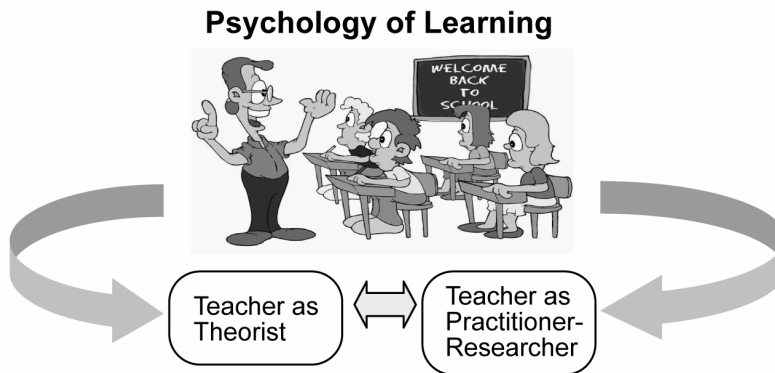 Psychology of Learning
WELCOME
BACK
TO
SCHOOL
Teacher as
Theorist
Teacher as
Practitioner-
Researcher